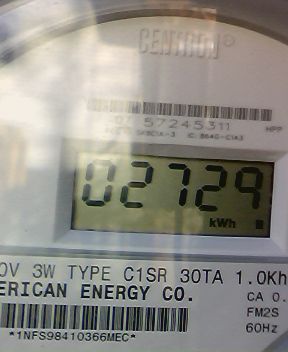 CENTRON®
57245311
HPP
02729
kWh
0V 3W TYPE C1SR 30TA 1.0Kh
ERICAN ENERGY CO.
CA 0.
FM2S
*1NFS98410366MEC*
60Hz